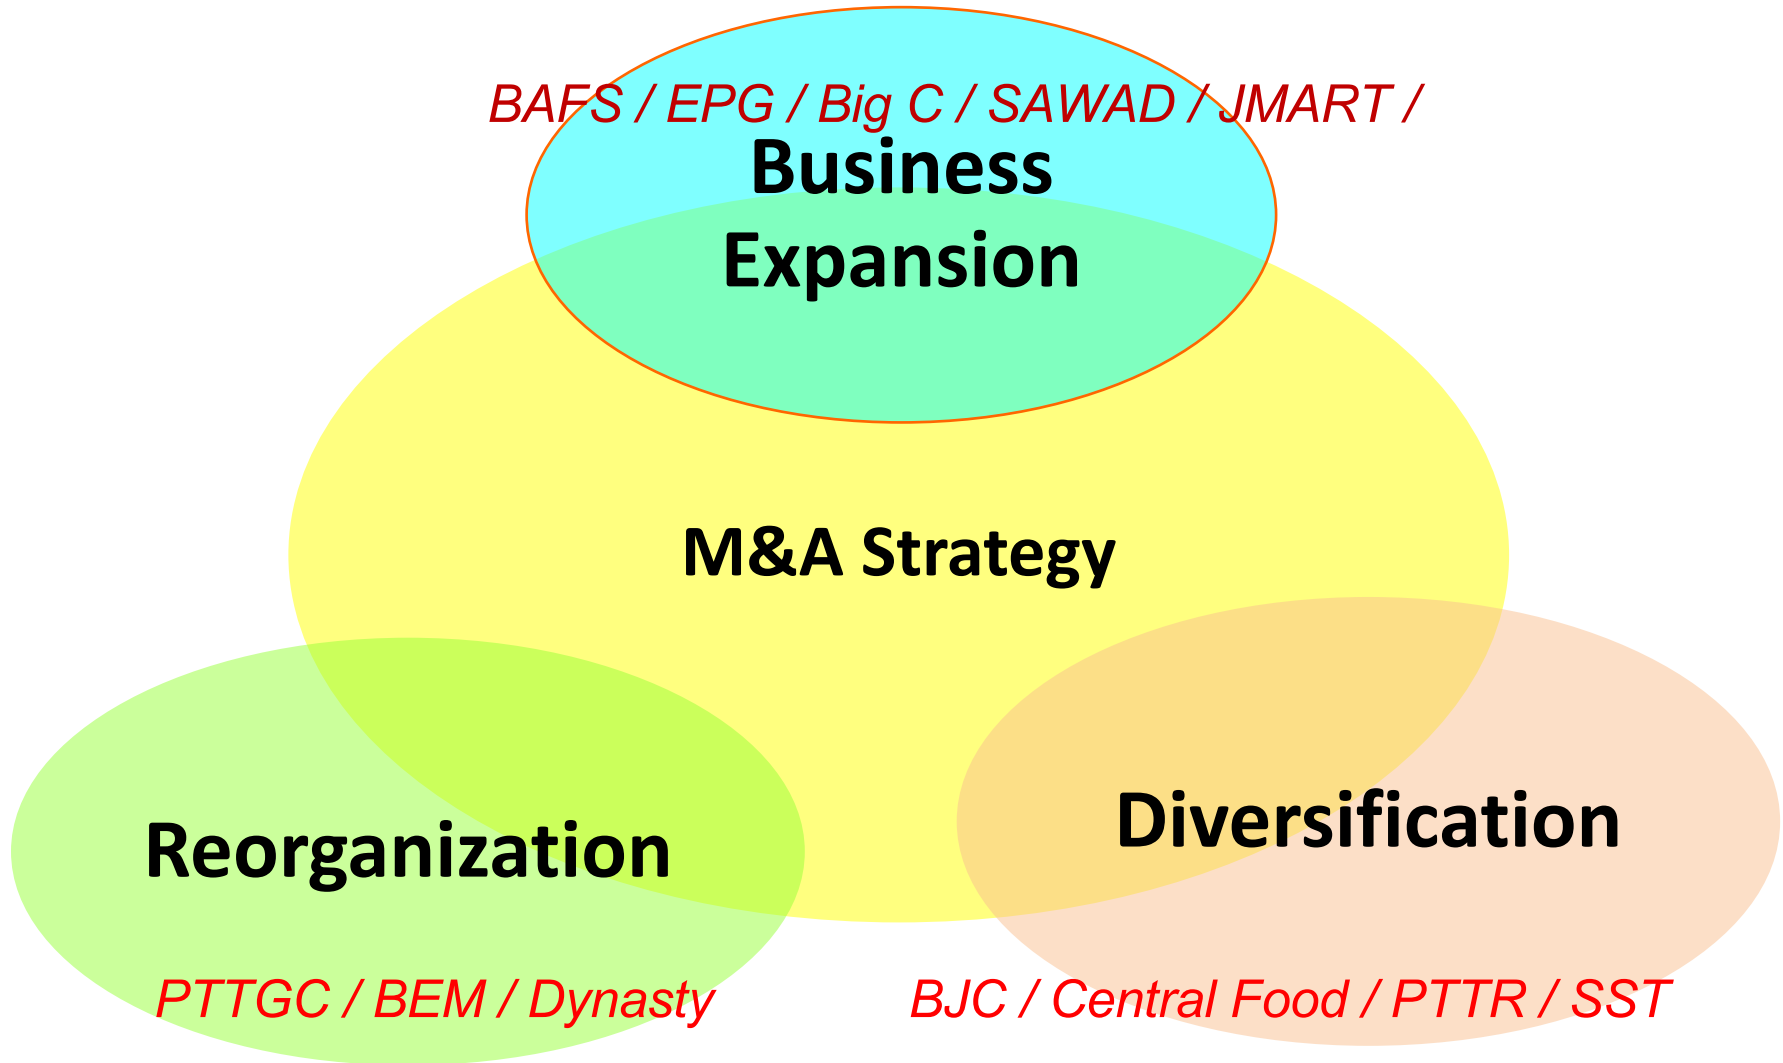 BAFS / EPG / Big C / SAWAD / JMART /
Business
Expansion
M&A Strategy
Reorganization
Diversification
PTTGC / BEM / Dynasty
BJC / Central Food / PTTR / SST